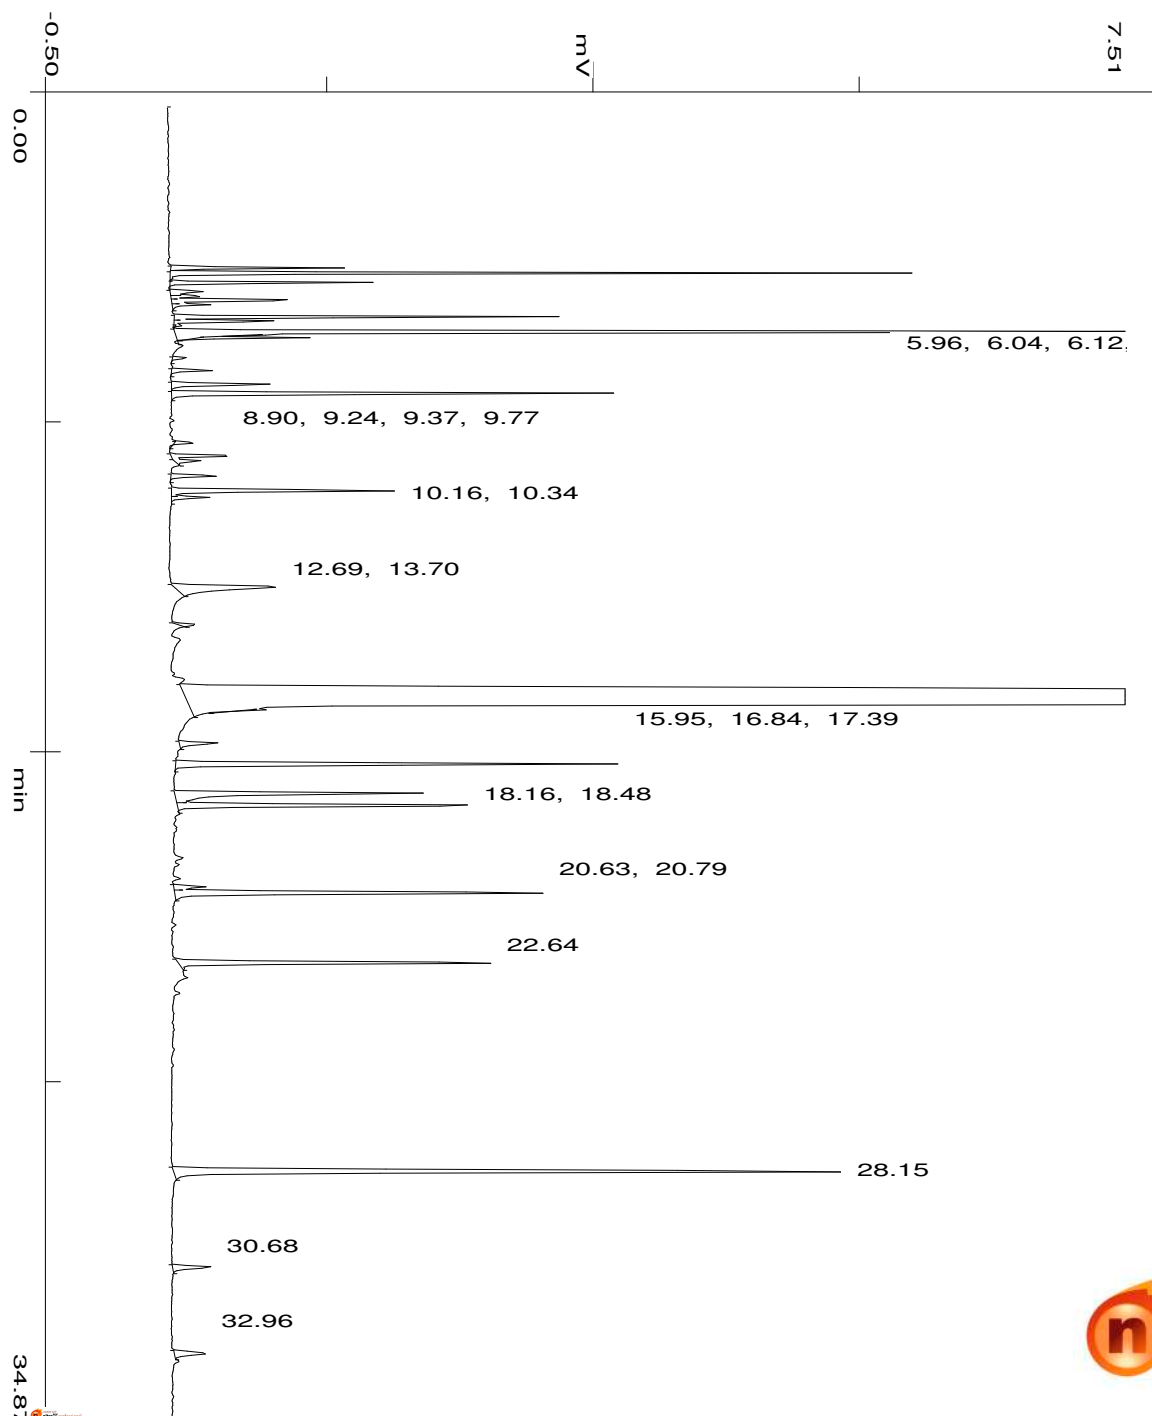 -0.50
mV
7.51
0.00
5.96, 6.04, 6.12,
8.90, 9.24, 9.37, 9.77
10.16, 10.34
12.69, 13.70
15.95, 16.84, 17.39
min
18.16, 18.48
20.63, 20.79
22.64
28.15
30.68
32.96
34.87
n